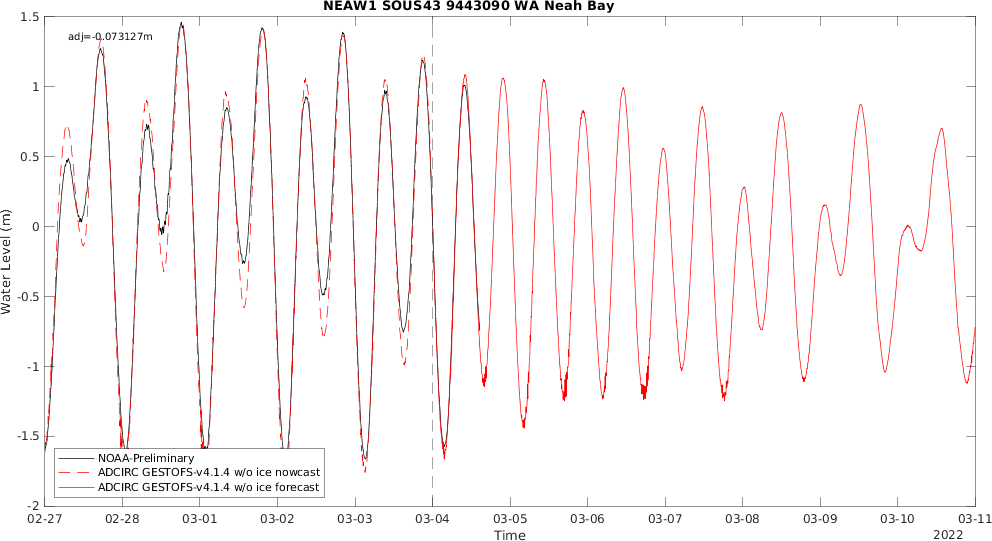 NEAW1 SOUS43 9443090 WA Neah Bay
adj=-0.073127m
1.5
1
0.5
0
-0.5
-1
-1.5
-2
Water Level (m)
NOAA-Preliminary
ADCIRC GESTOFS-v4.1.4 w/o ice nowcast
ADCIRC GESTOFS-v4.1.4 w/o ice forecast
02-27 02-28 03-01 03-02 03-03 03-04 03-05 03-06 03-07 03-08 03-09 03-10 03-11
Time
2022